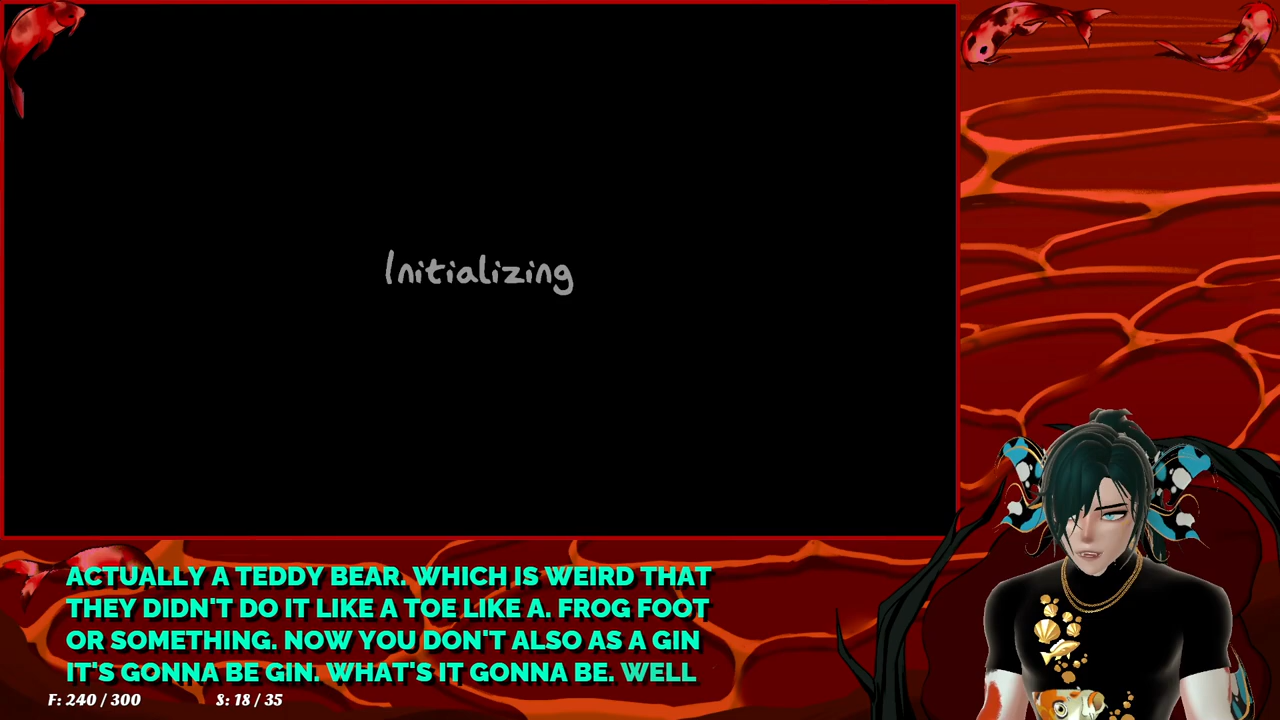 Initializing
ACTUALLY A TEDDY BEAR. WHICH IS WEIRD THAT
THEY DIDN'T DO IT LIKE A TOE LIKE A. FROG FOOT
OR SOMETHING. NOW YOU DON'T ALSO AS A GIN
IT'S GONNA BE GIN. WHAT'S IT GONNA BE. WELL
F: 240 / 300 S: 18 / 35